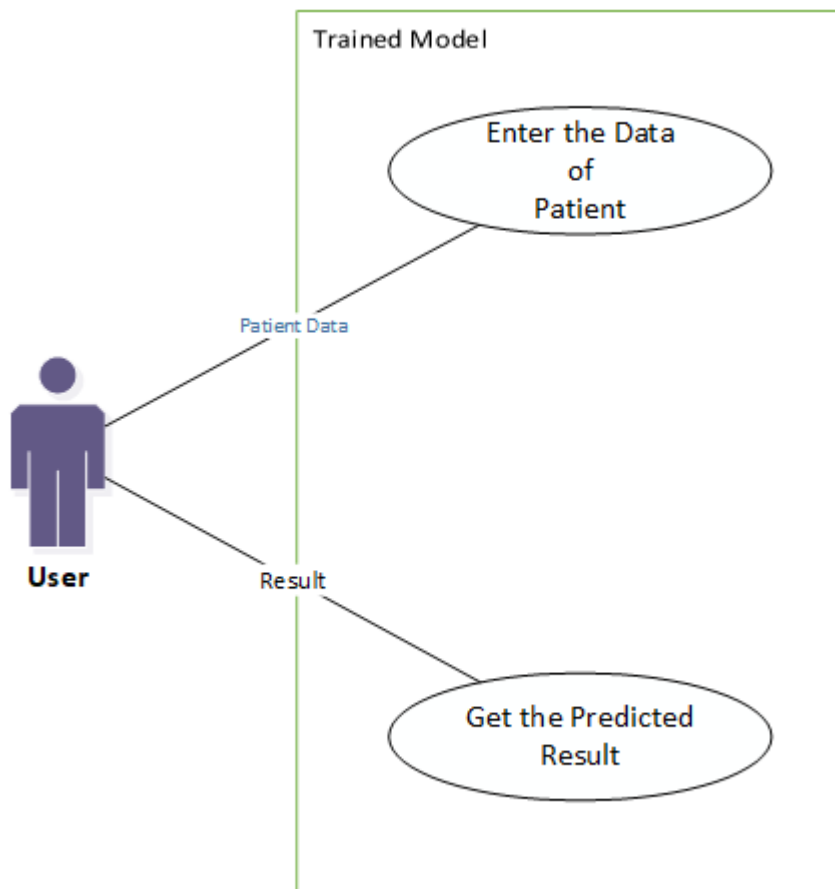 Trained Model
Enter the Data
of
Patient
Patient Data
User
Result
Get the Predicted
Result